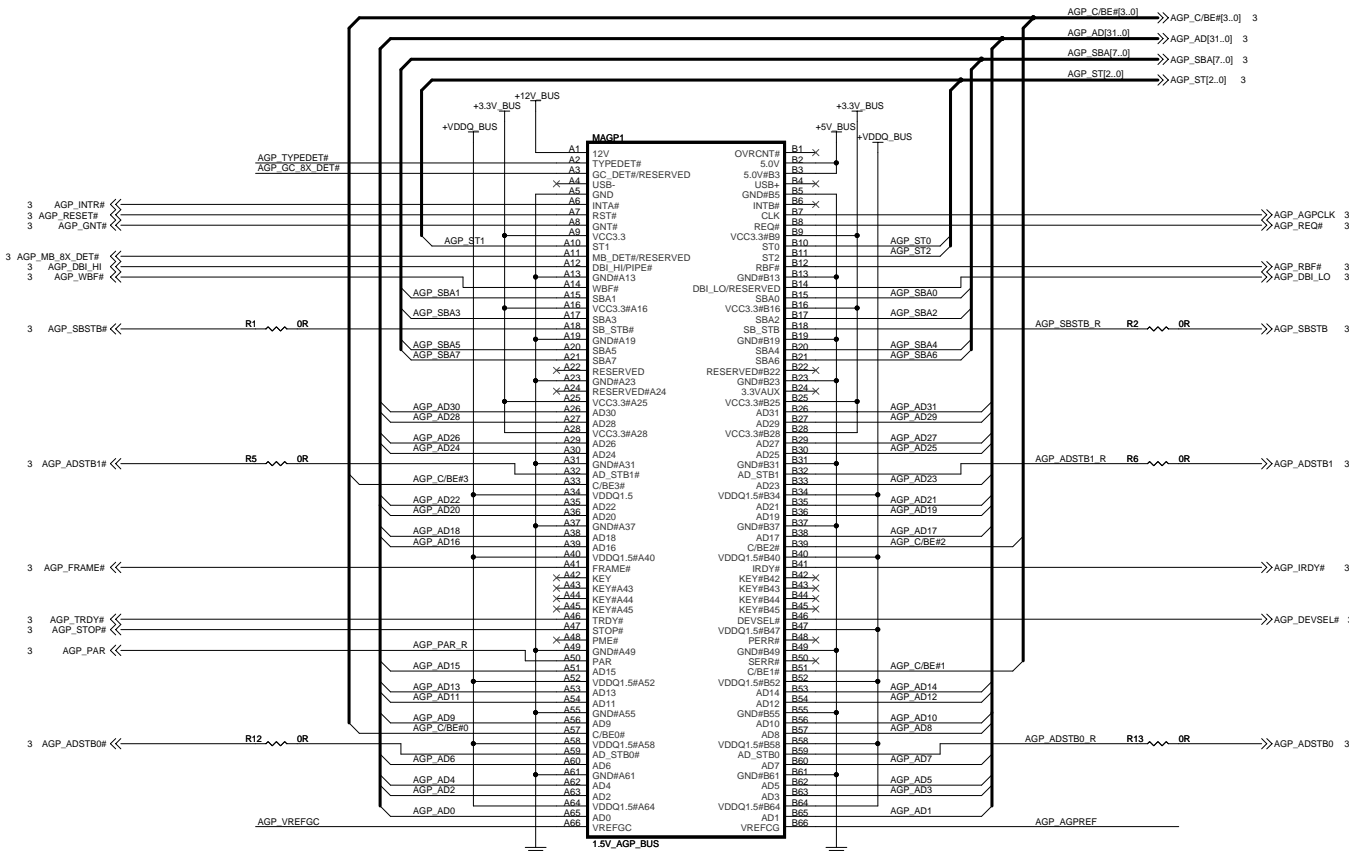 AGP_C/BE#[3..0] AGP_C/BE#[3..0] 3
AGP_AD[31..0] AGP_AD[31..0] 3
AGP_SBA[7..0] AGP_SBA[7..0] 3
AGP_ST[2..0] AGP_ST[2..0] 3
+12V_BUS
+3.3V_BUS +3.3V_BUS
+VDDQ_BUS +5V_BUS
+VDDQ_BUS
MAGP1
A1 12V OVRCNT# B1
AGP_TYPEDET# A2 TYPEDET# 5.0V B2
AGP_GC_8X_DET# A3 GC_DET#/RESERVED 5.0V#B3 B3
A4 USB- USB+ B4
A5 GND GND#B5 B5
3 AGP_INTR# A6 INTA# INTB# B6
3 AGP_RESET# A7 RST# CLK B7 AGP_AGPCLK 3
3 AGP_GNT# A8 GNT# REQ# B8 AGP_REQ# 3
A9 VCC3.3 VCC3.3#B9 B9
AGP_ST1 A10 ST1 ST0 B10 AGP_ST0
3 AGP_MB_8X_DET# A11 MB_DET#/RESERVED ST2 B11 AGP_ST2
3 AGP_DBI_HI A12 DBI_HI/PIPE# RBF# B12 AGP_RBF# 3
3 AGP_WBF# A13 GND#A13 GND#B13 B13 AGP_DBI_LO 3
A14 WBF# DBI_LO/RESERVED B14
AGP_SBA1 A15 SBA1 SBA0 B15 AGP_SBA0
A16 VCC3.3#A16 VCC3.3#B16 B16
AGP_SBA3 A17 SBA3 SBA2 B17 AGP_SBA2
3 AGP_SBSTB# R1 0R A18 SB_STB# SB_STB B18 AGP_SBSTB_R R2 0R AGP_SBSTB 3
A19 GND#A19 GND#B19 B19
AGP_SBA5 A20 SBA5 SBA4 B20 AGP_SBA4
AGP_SBA7 A21 SBA7 SBA6 B21 AGP_SBA6
A22 RESERVED RESERVED#B22 B22
A23 GND#A23 GND#B23 B23
A24 RESERVED#A24 3.3VAUX B24
A25 VCC3.3#A25 VCC3.3#B25 B25
AGP_AD30 A26 AD30 AD31 B26 AGP_AD31
AGP_AD28 A27 AD28 AD29 B27 AGP_AD29
A28 VCC3.3#A28 VCC3.3#B28 B28
AGP_AD26 A29 AD26 AD27 B29 AGP_AD27
AGP_AD24 A30 AD24 AD25 B30 AGP_AD25
3 AGP_ADSTB1# R5 0R A31 GND#A31 GND#B31 B31 AGP_ADSTB1_R R6 0R AGP_ADSTB1 3
A32 AD_STB1# AD_STB1 B32
AGP_C/BE#3 A33 C/BE3# AD23 B33 AGP_AD23
A34 VDDQ1.5 VDDQ1.5#B34 B34
AGP_AD22 A35 AD22 AD21 B35 AGP_AD21
AGP_AD20 A36 AD20 AD19 B36 AGP_AD19
A37 GND#A37 GND#B37 B37
AGP_AD18 A38 AD18 AD17 B38 AGP_AD17
AGP_AD16 A39 AD16 C/BE2# B39 AGP_C/BE#2
A40 VDDQ1.5#A40 VDDQ1.5#B40 B40
3 AGP_FRAME# A41 FRAME# IRDY# B41 AGP_IRDY# 3
A42 KEY KEY#B42 B42
A43 KEY#A43 KEY#B43 B43
A44 KEY#A44 KEY#B44 B44
A45 KEY#A45 KEY#B45 B45
3 AGP_TRDY# A46 TRDY# DEVSEL# B46 AGP_DEVSEL#
3 AGP_STOP# A47 STOP# VDDQ1.5#B47 B47
A48 PME# PERR# B48
3 AGP_PAR AGP_PAR_R A49 GND#A49 GND#B49 B49
A50 PAR SERR# B50
AGP_AD15 A51 AD15 C/BE1# B51 AGP_C/BE#1
A52 VDDQ1.5#A52 VDDQ1.5#B52 B52
AGP_AD13 A53 AD13 AD14 B53 AGP_AD14
AGP_AD11 A54 AD11 AD12 B54 AGP_AD12
A55 GND#A55 GND#B55 B55
AGP_AD9 A56 AD9 AD10 B56 AGP_AD10
AGP_C/BE#0 A57 C/BE0# AD8 B57 AGP_AD8
3 AGP_ADSTB0# R12 0R A58 VDDQ1.5#A58 VDDQ1.5#B58 B58 AGP_ADSTB0_R R13 0R AGP_ADSTB0 3
A59 AD_STB0# AD_STB0 B59
AGP_AD6 A60 AD6 AD7 B60 AGP_AD7
A61 GND#A61 GND#B61 B61
AGP_AD4 A62 AD4 AD5 B62 AGP_AD5
AGP_AD2 A63 AD2 AD3 B63 AGP_AD3
A64 VDDQ1.5#A64 VDDQ1.5#B64 B64
AGP_AD0 A65 AD0 AD1 B65 AGP_AD1
AGP_VREFGC A66 VREFGC VREFCG B66 AGP_AGPREF
1.5V_AGP_BUS